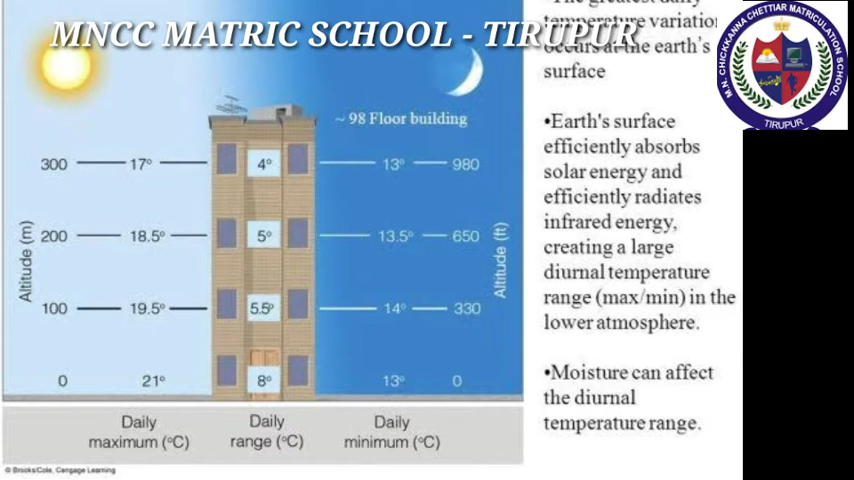 MNCC MATRIC SCHOOL - TIRUPUR
temperature variation
occurs at the earth's
surface
•Earth's surface
efficiently absorbs
solar energy and
efficiently radiates
infrared energy,
creating a large
diurnal temperature
range (max/min) in the
lower atmosphere.
•Moisture can affect
the diurnal
temperature range.
~ 98 Floor building
300 17° 4° 13° 980
200 18.5° 5° 13.5° 650
100 19.5° 5.5° 14° 330
0 21° 8° 13° 0
Altitude (m)
Altitude (ft)
Daily
maximum (°C)
Daily
range (°C)
Daily
minimum (°C)
© Brooks/Cole, Cengage Learning
M.N. CHICKKANNA CHETTIAR MATRICULATION SCHOOL
TIRUPUR